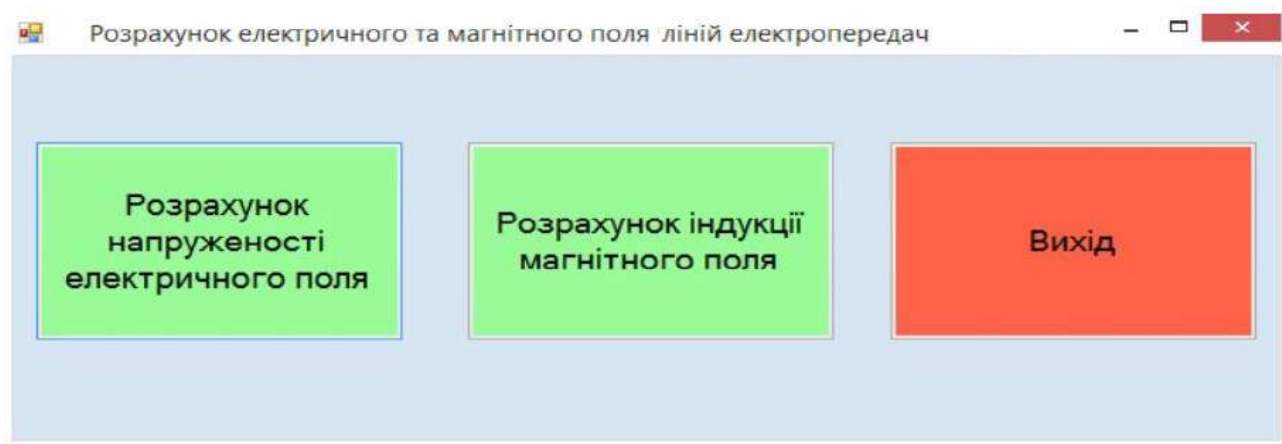 Розрахунок електричного та магнітного поля ліній електропередач
Розрахунок
напруженості
електричного поля
Розрахунок індукції
магнітного поля
Вихід